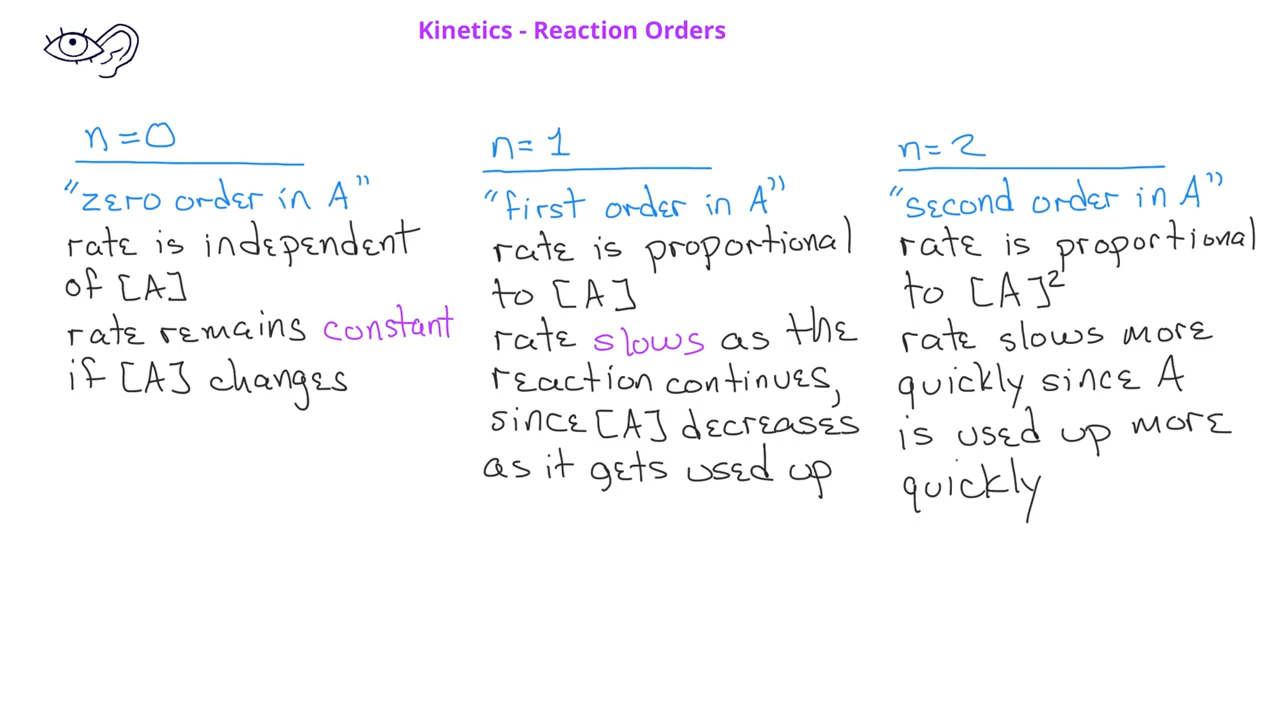 Kinetics - Reaction Orders
n=0
"zero order in A"
rate is independent
of [A]
rate remains constant
if [A] changes
n= 1
"first order in A"
rate is proportional
to [A]
rate slows as the
reaction continues,
since [A] decreases
as it gets used up
n= 2
"second order in A"
rate is proportional
to [A]²
rate slows more
quickly since A
is used up more
quickly